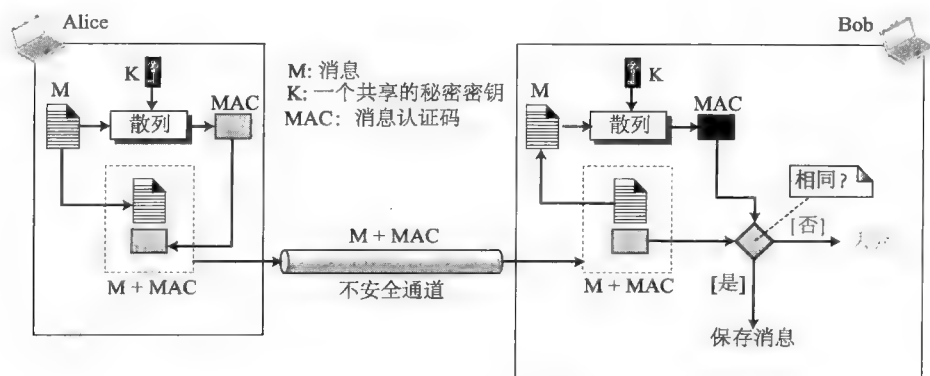 Alice
Bob
K
M: 消息
K
M
MAC
K: 一个共享的秘密密钥
M
MAC
散列
MAC: 消息认证码
散列
相同?
M + MAC
[否]
M + MAC
不安全通道
M + MAC
[是]
保存消息